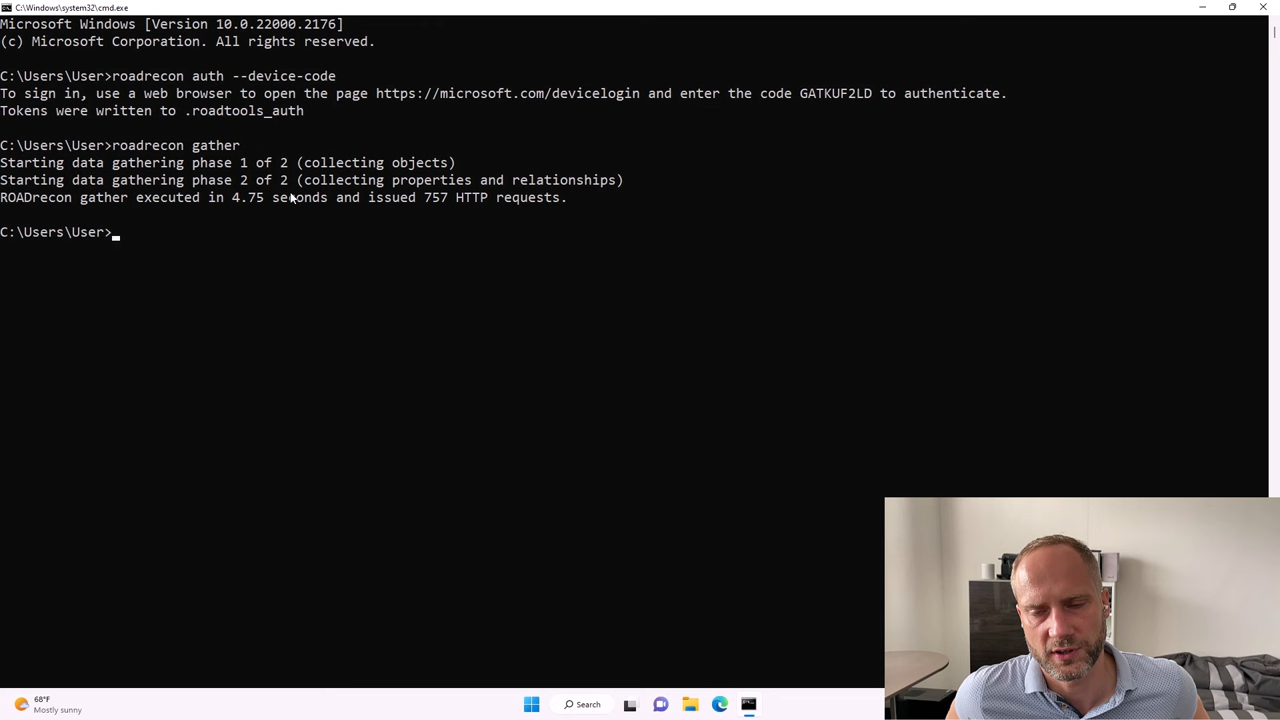 C:\Windows\system32\cmd.exe
Microsoft Windows [Version 10.0.22000.2176]
(c) Microsoft Corporation. All rights reserved.
C:\Users\User>roadrecon auth --device-code
To sign in, use a web browser to open the page https://microsoft.com/devicelogin and enter the code GATKUF2LD to authenticate.
Tokens were written to .roadtools_auth
C:\Users\User>roadrecon gather
Starting data gathering phase 1 of 2 (collecting objects)
Starting data gathering phase 2 of 2 (collecting properties and relationships)
ROADrecon gather executed in 4.75 seconds and issued 757 HTTP requests.
C:\Users\User>
68°F
Mostly sunny
Search